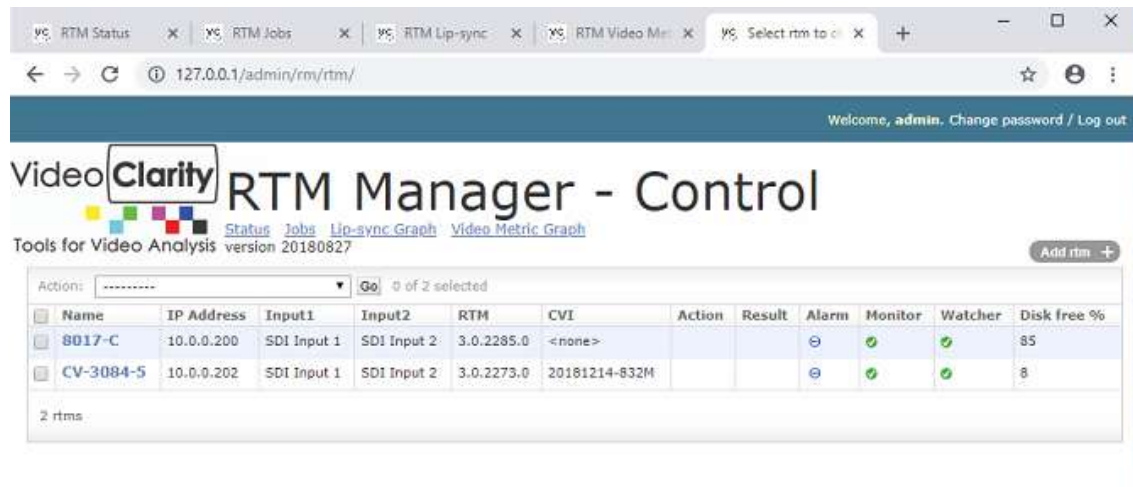 RTM Status RTM Jobs RTM Lip-sync RTM Video Me Select rtm to c
127.0.0.1/admin/rm/rtm/
Welcome, admin. Change password / Log out
Video Clarity
Tools for Video Analysis
RTM Manager - Control
Status Jobs Lip-sync Graph Video Metric Graph
version 20180827
Add rtm +
Action: --------- Go 0 of 2 selected
Name IP Address Input1 Input2 RTM CVI Action Result Alarm Monitor Watcher Disk free %
8017-C 10.0.0.200 SDI Input 1 SDI Input 2 3.0.2285.0 <none> 85
CV-3084-5 10.0.0.202 SDI Input 1 SDI Input 2 3.0.2273.0 20181214-832M 8
2 rtms